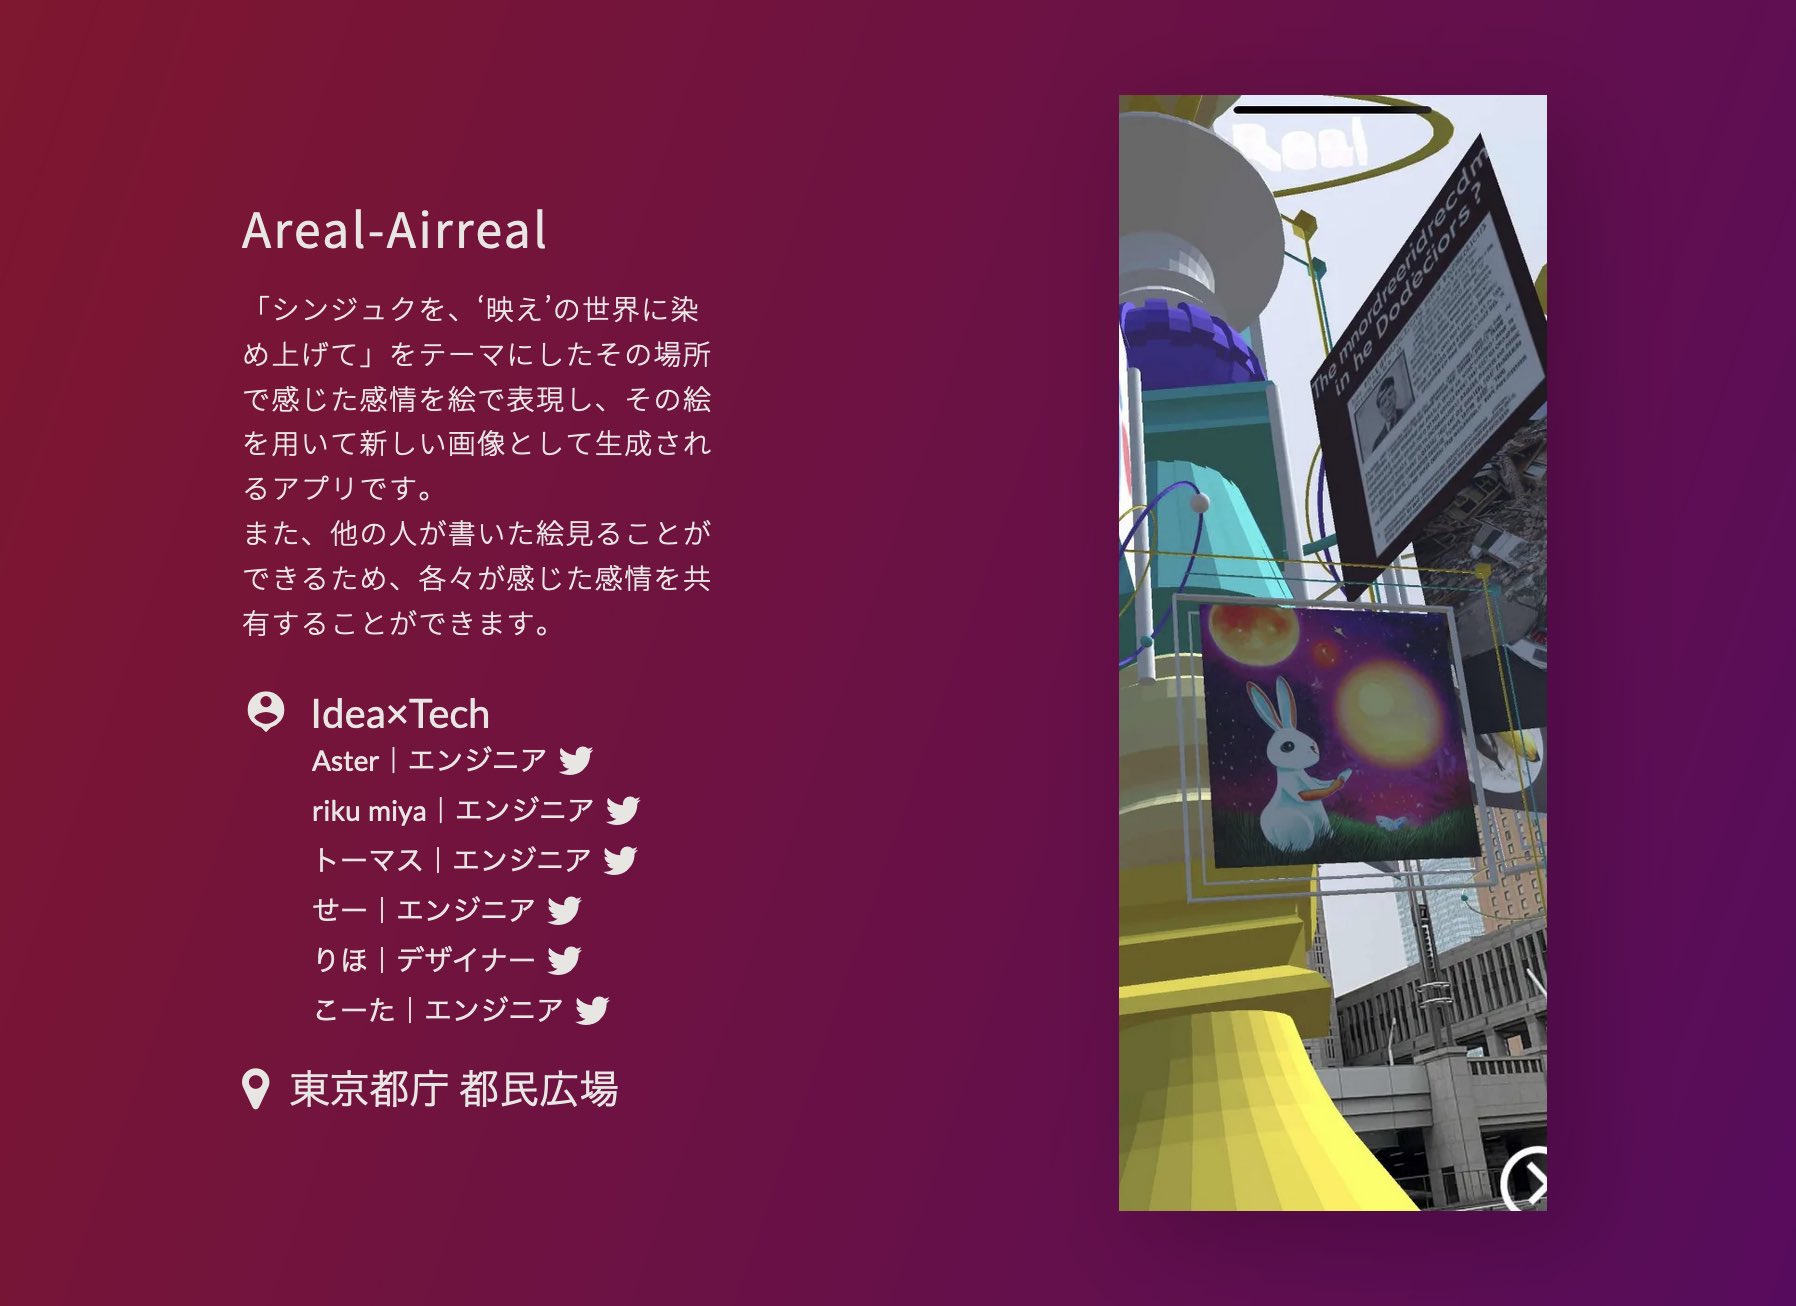 Areal-Airreal
「シンジュクを、‘映え’の世界に染
め上げて」をテーマにしたその場所
で感じた感情を絵で表現し、その絵
を用いて新しい画像として生成され
るアプリです。
また、他の人が書いた絵見ることが
できるため、各々が感じた感情を共
有することができます。
Idea×Tech
Aster｜エンジニア
riku miya｜エンジニア
トーマス｜エンジニア
せー｜エンジニア
りほ｜デザイナー
こーた｜エンジニア
東京都庁 都民広場
Real
The mnordreeridrecdm
in he Dodeciors ?